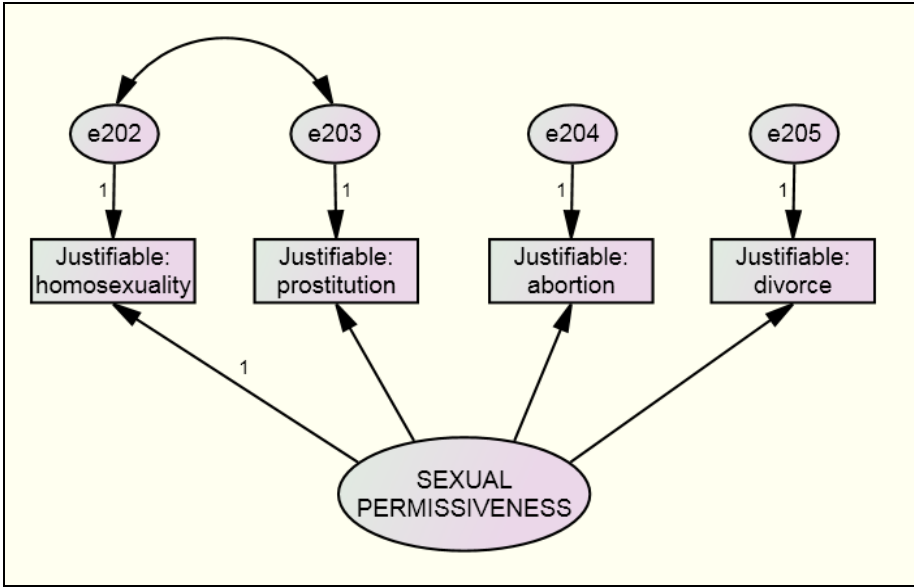 e202
e203
e204
e205
1
1
1
1
Justifiable:
homosexuality
Justifiable:
prostitution
Justifiable:
abortion
Justifiable:
divorce
1
SEXUAL
PERMISSIVENESS